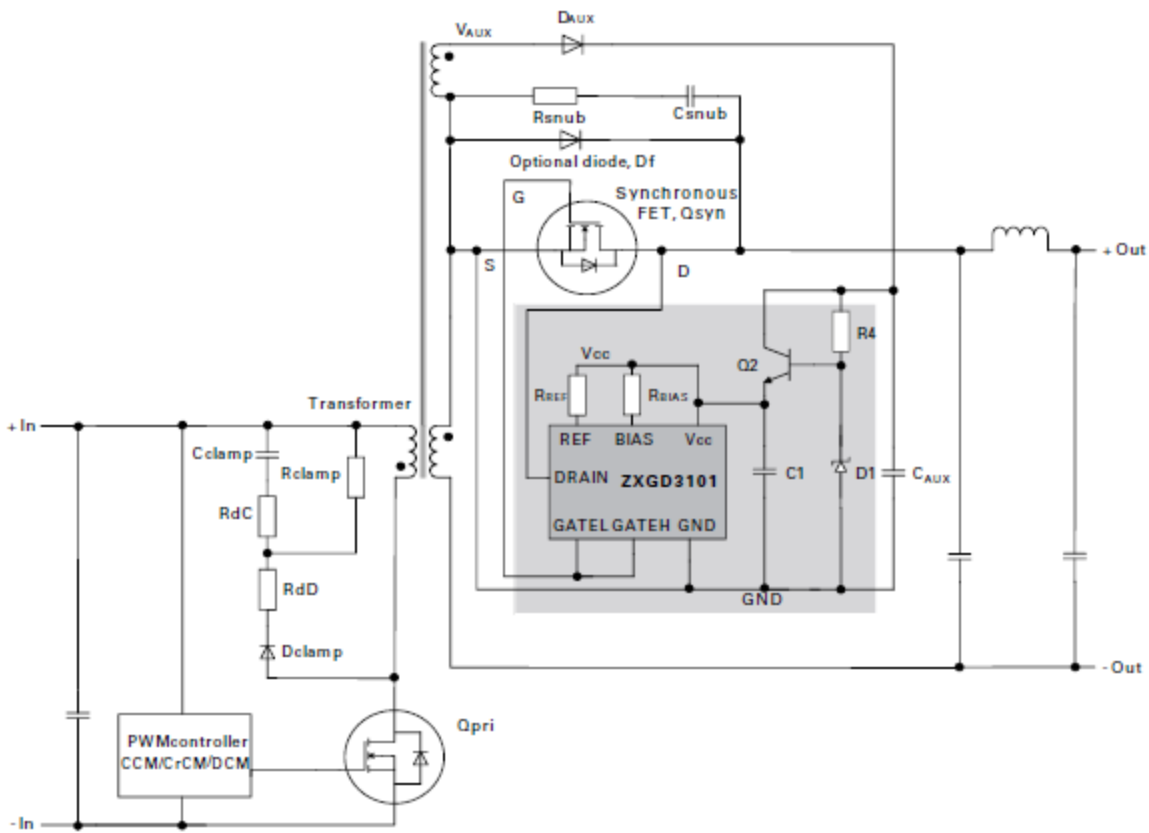 DAUX
VAUX
Rsnub
Csnub
Optional diode, Df
G
Synchronous
FET, Qsyn
S
D
+ Out
R4
Vcc
Q2
RREF
RBIAS
Transformer
+ In
REF BIAS Vcc
Cclamp
Rclamp
DRAIN ZXGD3101
C1
D1
CAUX
RdC
GATEL GATEH GND
RdD
GND
Dclamp
- Out
Qpri
PWMcontroller
CCM/CrCM/DCM
- In